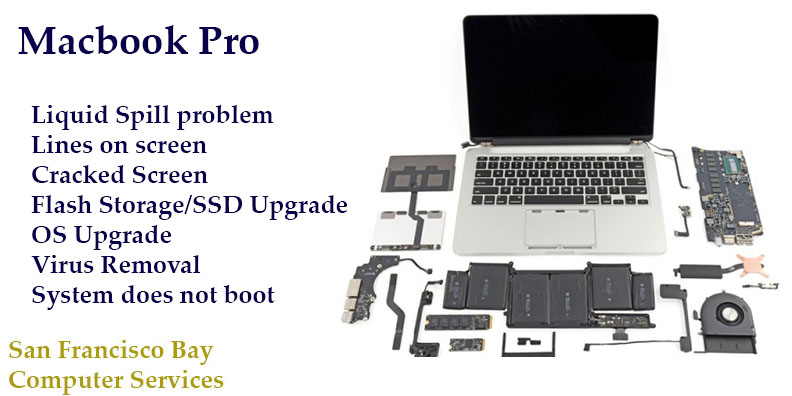 Macbook Pro
Liquid Spill problem
Lines on screen
Cracked Screen
Flash Storage/SSD Upgrade
OS Upgrade
Virus Removal
System does not boot
San Francisco Bay
Computer Services